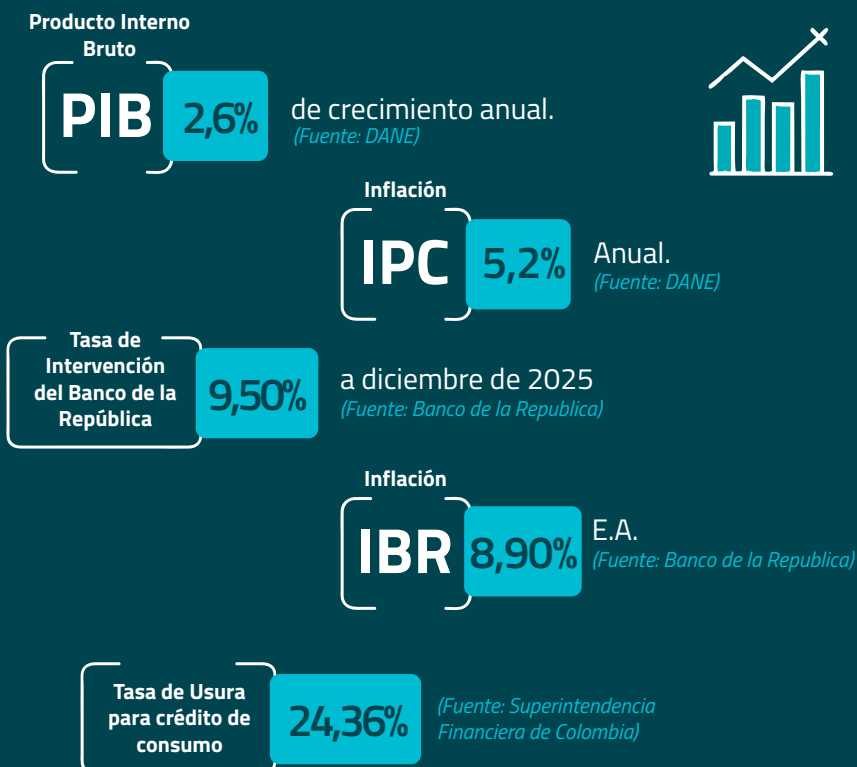 Producto Interno
Bruto
PIB 2,6% de crecimiento anual.
(Fuente: DANE)
Inflación
IPC 5,2% Anual.
(Fuente: DANE)
Tasa de
Intervención
del Banco de la
República
9,50% a diciembre de 2025
(Fuente: Banco de la Republica)
Inflación
IBR 8,90% E.A.
(Fuente: Banco de la Republica)
Tasa de Usura
para crédito de
consumo
24,36% (Fuente: Superintendencia
Financiera de Colombia)